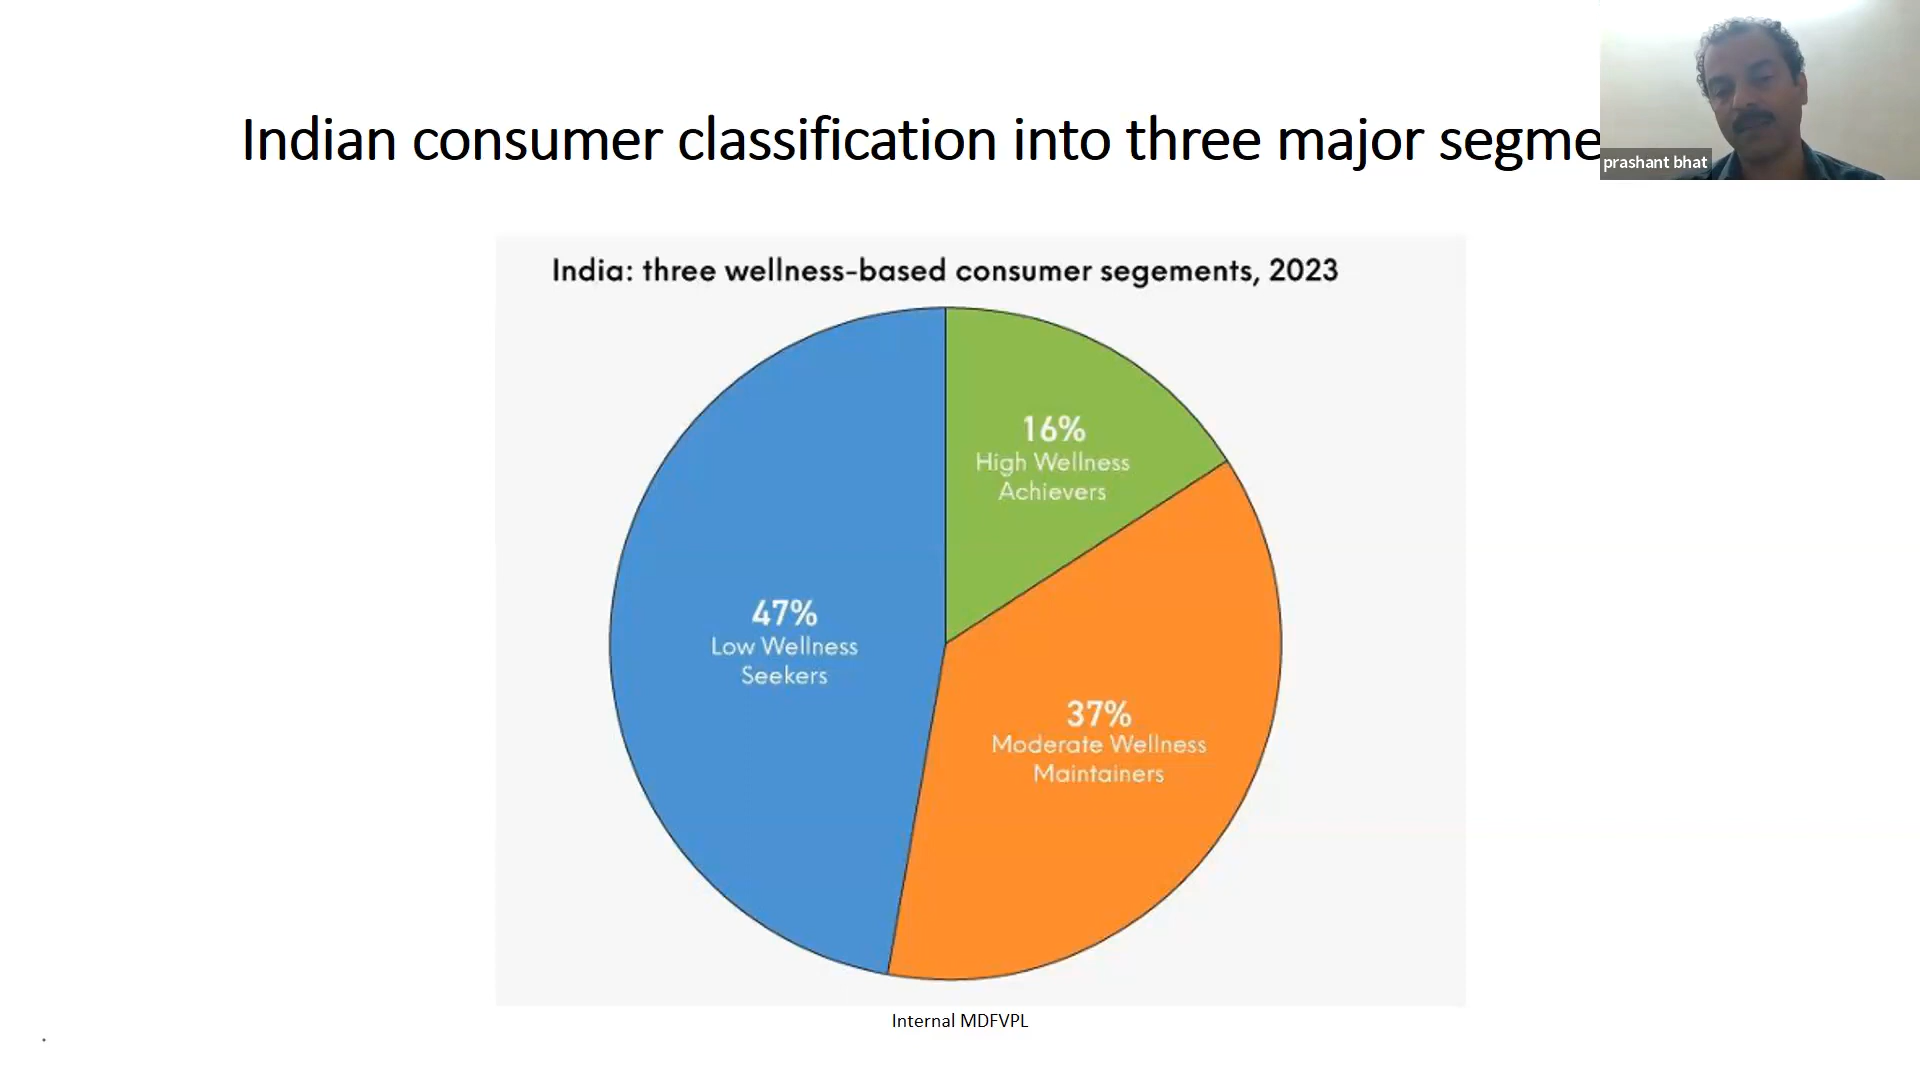 Indian consumer classification into three major segme
prashant bhat
India: three wellness-based consumer segements, 2023
16%
High Wellness
Achievers
47%
Low Wellness
Seekers
37%
Moderate Wellness
Maintainers
Internal MDFVPL
.